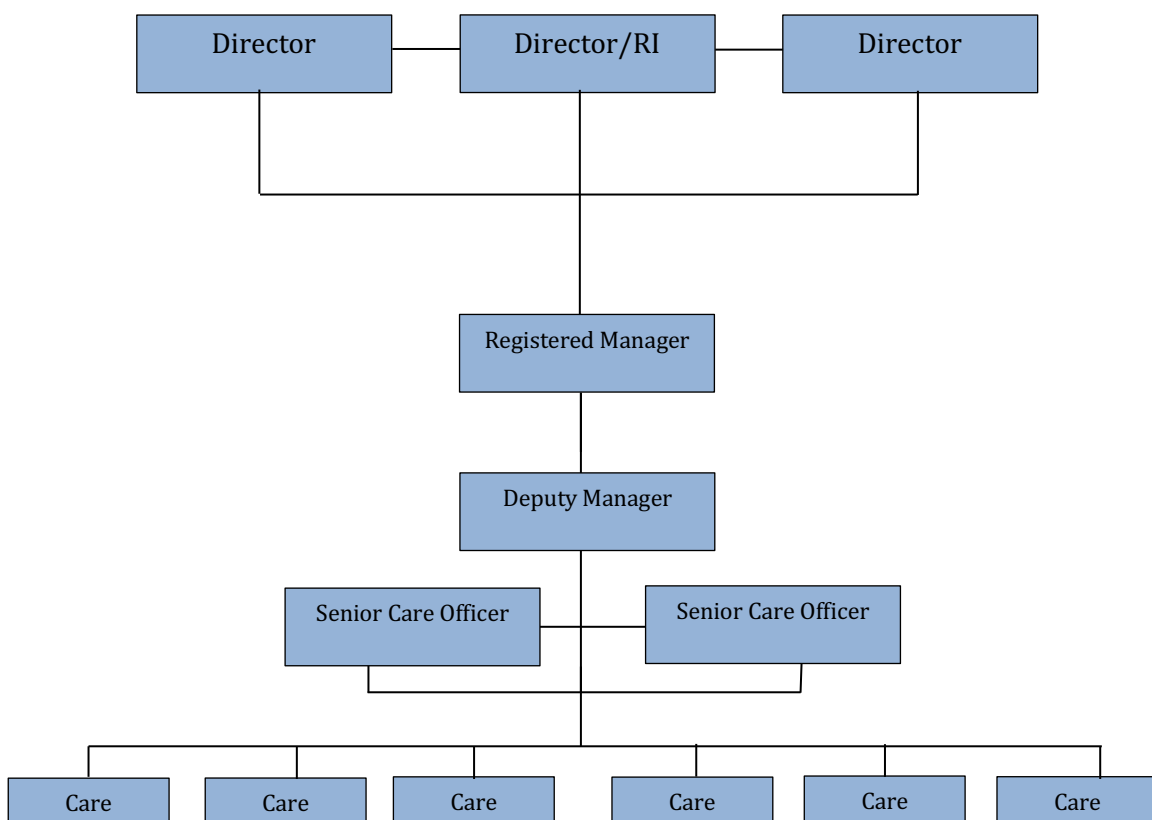 Director
Director/RI
Director
Registered Manager
Deputy Manager
Senior Care Officer
Senior Care Officer
Care
Care
Care
Care
Care
Care